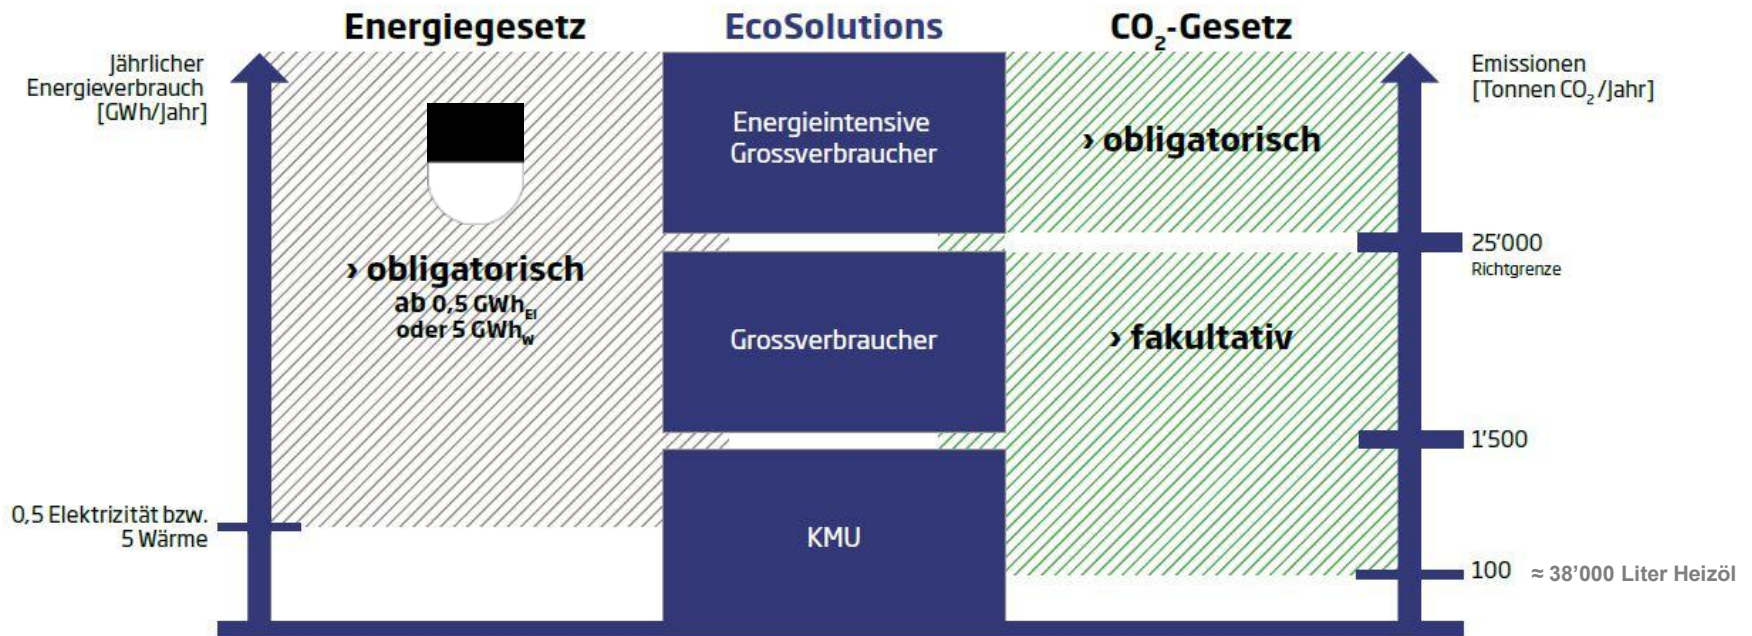 Energiegesetz
EcoSolutions
CO₂-Gesetz
Jährlicher
Energieverbrauch
[GWh/Jahr]
Emissionen
[Tonnen CO₂/Jahr]
Energieintensive
Grossverbraucher
› obligatorisch
25'000
Richtgrenze
› obligatorisch
ab 0,5 GWhEl
oder 5 GWhw
Grossverbraucher
› fakultativ
1'500
0,5 Elektrizität bzw.
5 Wärme
KMU
100
≈ 38’000 Liter Heizöl